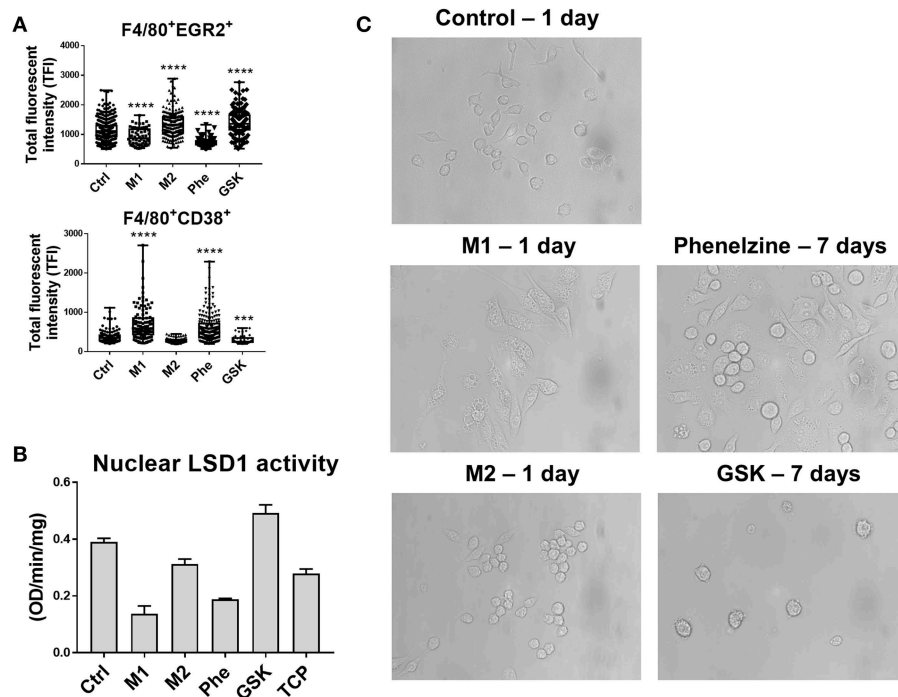 A
F4/80⁺EGR2⁺
Total fluorescent
intensity (TFI)
4000
3000
2000
1000
0
****
****
****
****
Ctrl
M1
M2
Phe
GSK
F4/80⁺CD38⁺
Total fluorescent
intensity (TFI)
3000
2000
1000
0
****
****
***
Ctrl
M1
M2
Phe
GSK
B
Nuclear LSD1 activity
(OD/min/mg)
0.6
0.4
0.2
0.0
Ctrl
M1
M2
Phe
GSK
TCP
C
Control – 1 day
M1 – 1 day
Phenelzine – 7 days
M2 – 1 day
GSK – 7 days